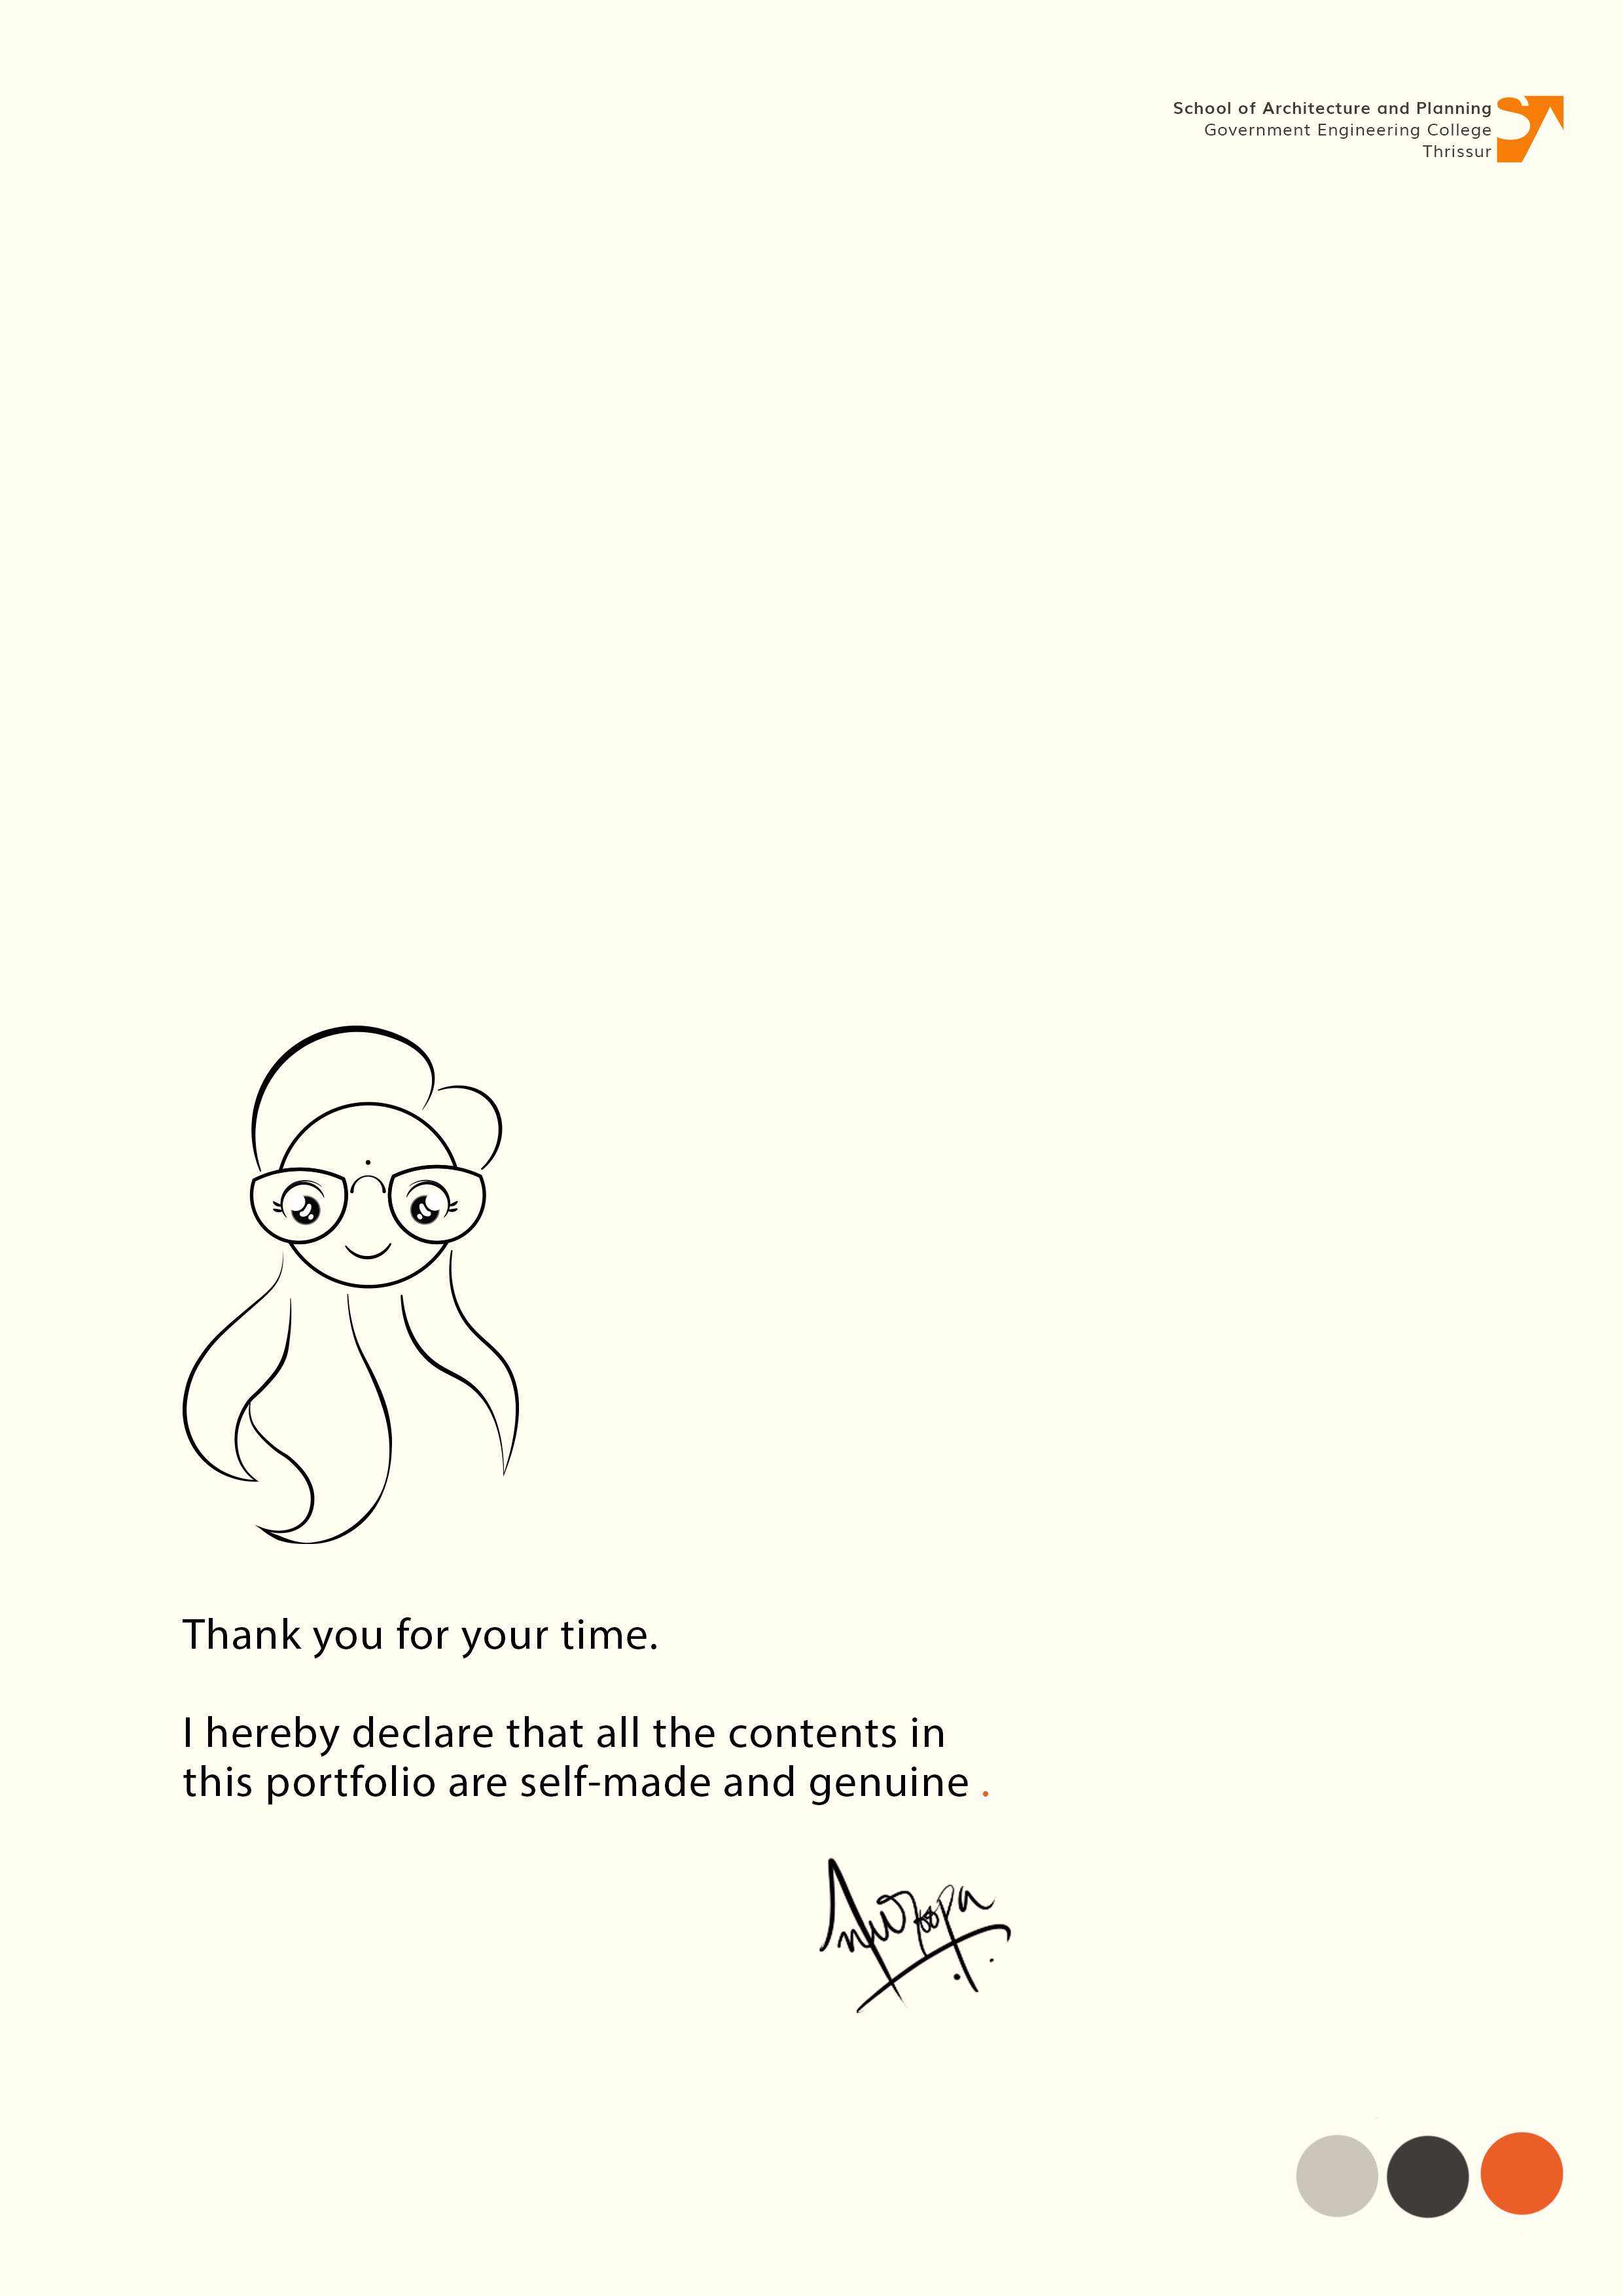 School of Architecture and Planning
Government Engineering College
Thrissur
Thank you for your time.
I hereby declare that all the contents in
this portfolio are self-made and genuine .